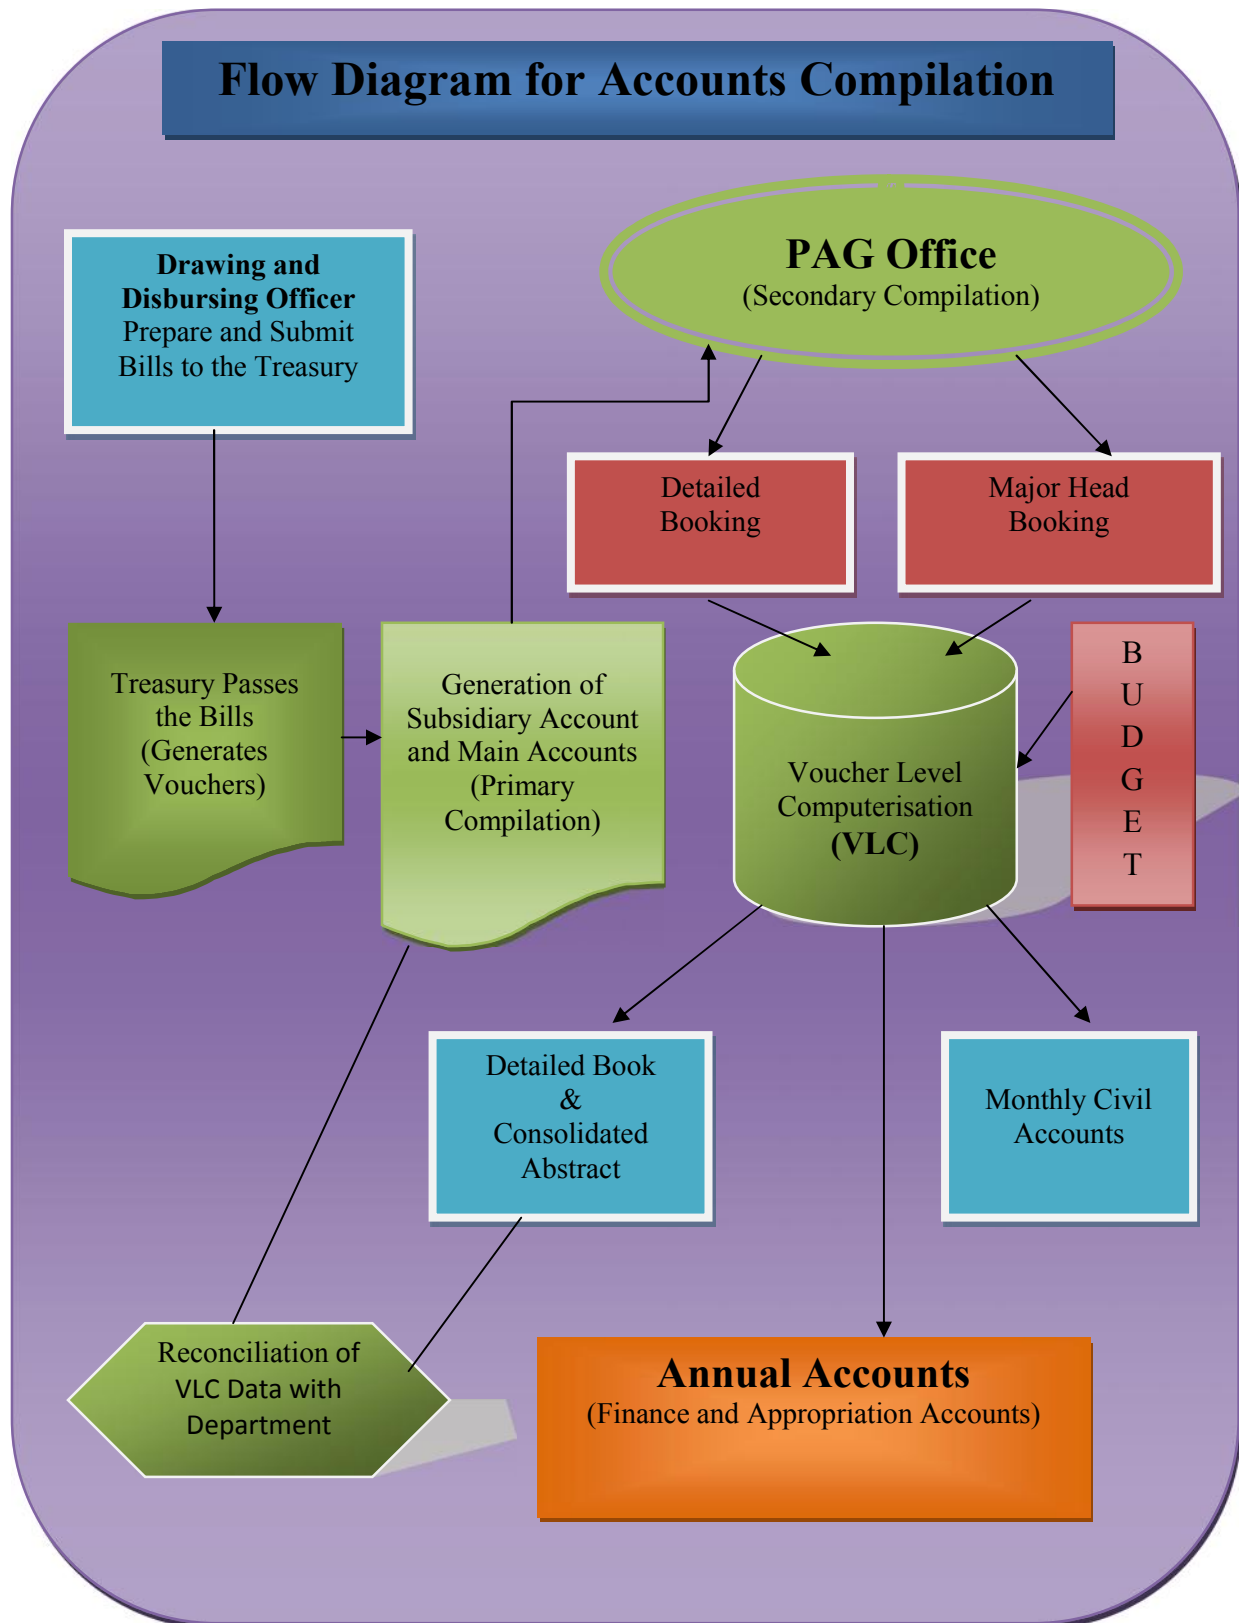 Flow Diagram for Accounts Compilation
Drawing and
Disbursing Officer
Prepare and Submit
Bills to the Treasury
PAG Office
(Secondary Compilation)
Detailed
Booking
Major Head
Booking
Treasury Passes
the Bills
(Generates
Vouchers)
Generation of
Subsidiary Account
and Main Accounts
(Primary
Compilation)
Voucher Level
Computerisation
(VLC)
B
U
D
G
E
T
Detailed Book
&
Consolidated
Abstract
Monthly Civil
Accounts
Reconciliation of
VLC Data with
Department
Annual Accounts
(Finance and Appropriation Accounts)